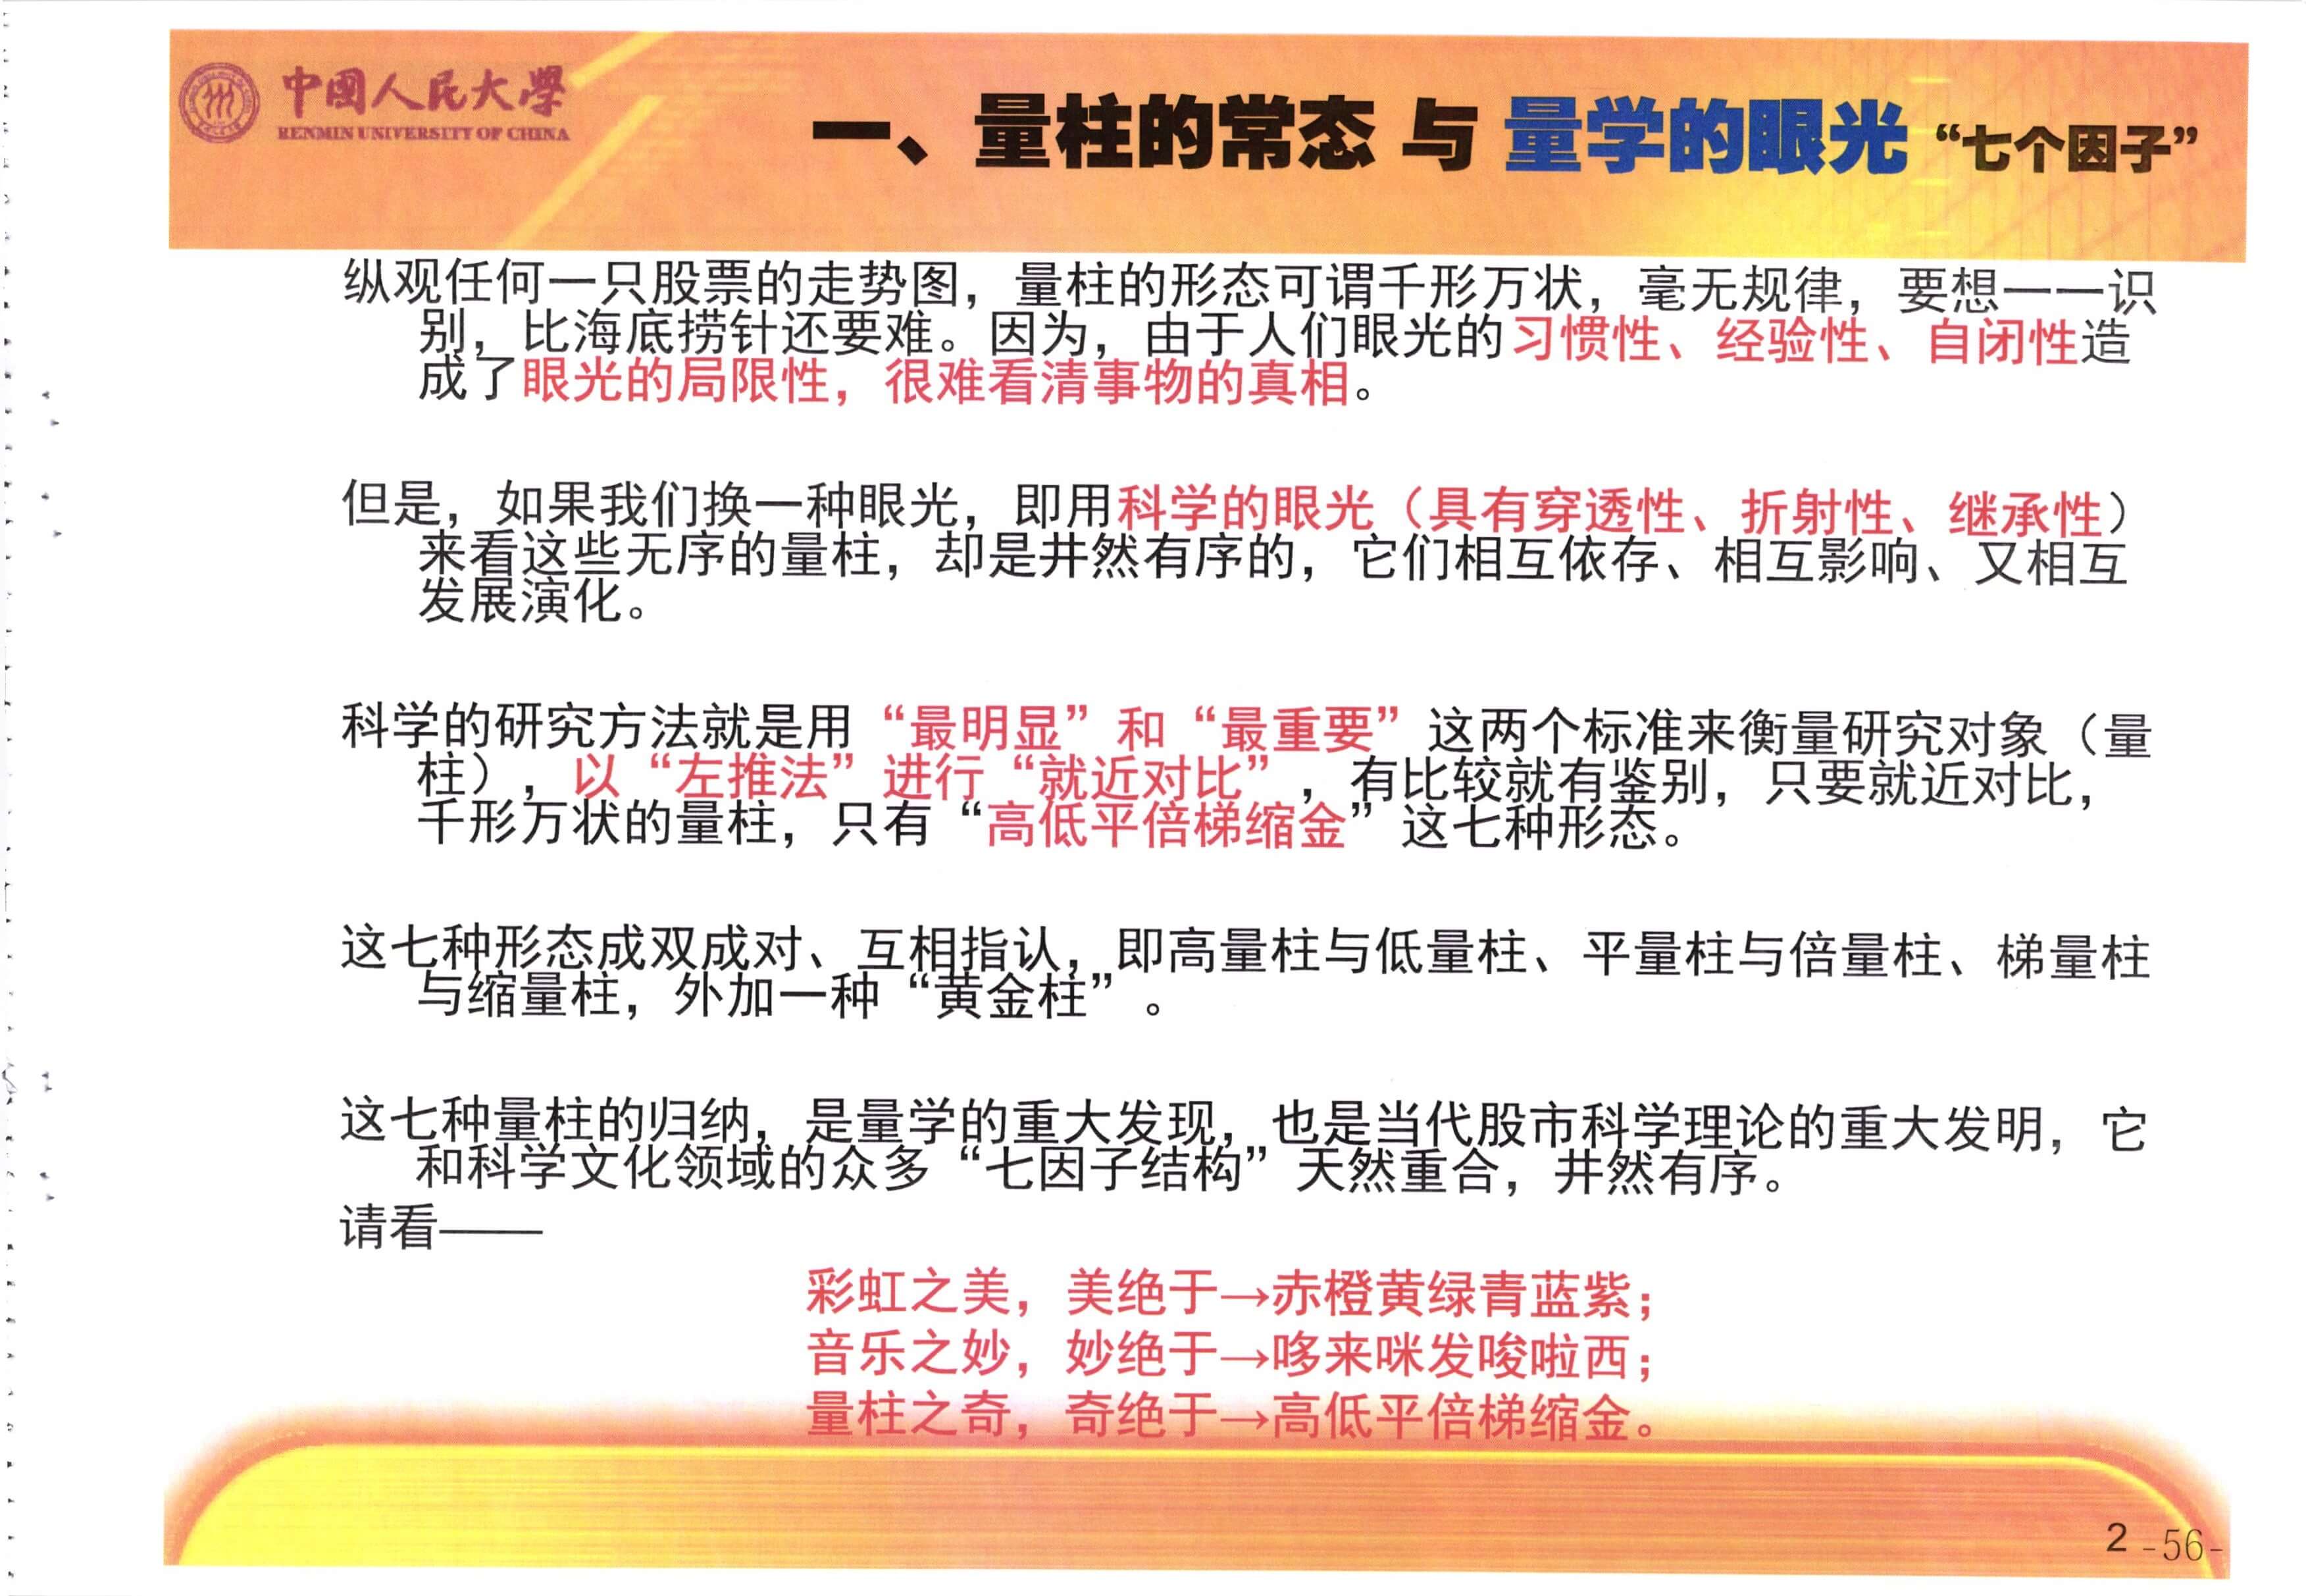 中國人民大學
RENMIN UNIVERSITY OF CHINA
一、量柱的常态 与 量学的眼光 “七个因子”
纵观任何一只股票的走势图，量柱的形态可谓千形万状，毫无规律，要想一一识
别，比海底捞针还要难。因为，由于人们眼光的习惯性、经验性、自闭性造
成了眼光的局限性，很难看清事物的真相。
但是，如果我们换一种眼光，即用科学的眼光（具有穿透性、折射性、继承性）
来看这些无序的量柱，却是井然有序的，它们相互依存、相互影响、又相互
发展演化。
科学的研究方法就是用“最明显”和“最重要”这两个标准来衡量研究对象（量
柱），以“左推法”进行“就近对比”，有比较就有鉴别，只要就近对比，
千形万状的量柱，只有“高低平倍梯缩金”这七种形态。
这七种形态成双成对、互相指认，即高量柱与低量柱、平量柱与倍量柱、梯量柱
与缩量柱，外加一种“黄金柱”。
这七种量柱的归纳，是量学的重大发现，也是当代股市科学理论的重大发明，它
和科学文化领域的众多“七因子结构”天然重合，井然有序。
请看——
彩虹之美，美绝于→赤橙黄绿青蓝紫；
音乐之妙，妙绝于→哆来咪发唆啦西；
量柱之奇，奇绝于→高低平倍梯缩金。
2 -56-